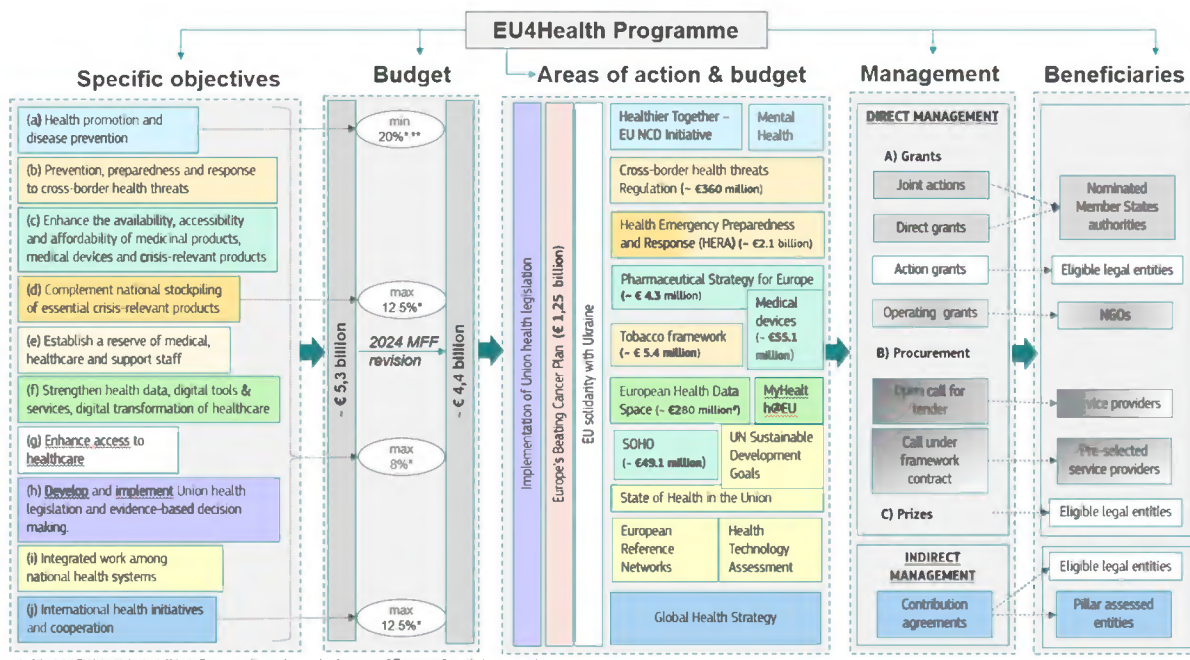 EU4Health Programme
Specific objectives
Budget
Areas of action & budget
Management
Beneficiaries
(a) Health promotion and
disease prevention
(b) Prevention, preparedness and response
to cross-border health threats
(c) Enhance the availability, accessibility
and affordability of medicinal products,
medical devices and crisis-relevant products
(d) Complement national stockpiling
of essential crisis-relevant products
(e) Establish a reserve of medical,
healthcare and support staff
(f) Strengthen health data, digital tools &
services, digital transformation of healthcare
(g) Enhance access to
healthcare
(h) Develop and implement Union health
legislation and evidence-based decision
making.
(i) Integrated work among
national health systems
(j) International health initiatives
and cooperation
~ € 5,3 billion
min
20%* **
max
12 5%*
2024 MFF
revision
max
8%*
max
12 5%*
~ € 4,4 billion
Implementation of Union health legislation
Europe's Beating Cancer Plan (€ 1,25 billion)
EU solidarity with Ukraine
Healthier Together –
EU NCD Initiative
Mental
Health
Cross-border health threats
Regulation (~ €360 million)
Health Emergency Preparedness
and Response (HERA) (~ €2.1 billion)
Pharmaceutical Strategy for Europe
(~ € 4.3 million)
Medical
devices
(~ €55.1
million)
Tobacco framework
(~ € 5.4 million)
European Health Data
Space (~ €280 million*)
MyHealt
h@EU
SOHO
(~ €49.1 million)
UN Sustainable
Development
Goals
State of Health in the Union
European
Reference
Networks
Health
Technology
Assessment
Global Health Strategy
DIRECT MANAGEMENT
A) Grants
Joint actions
Direct grants
Action grants
Operating grants
B) Procurement
Open call for
tender
Call under
framework
contract
C) Prizes
INDIRECT
MANAGEMENT
Contribution
agreements
Nominated
Member States
authorities
Eligible legal entities
NGOs
providers
Pre-selected
service providers
Eligible legal entities
Eligible legal entities
Pillar assessed
entities